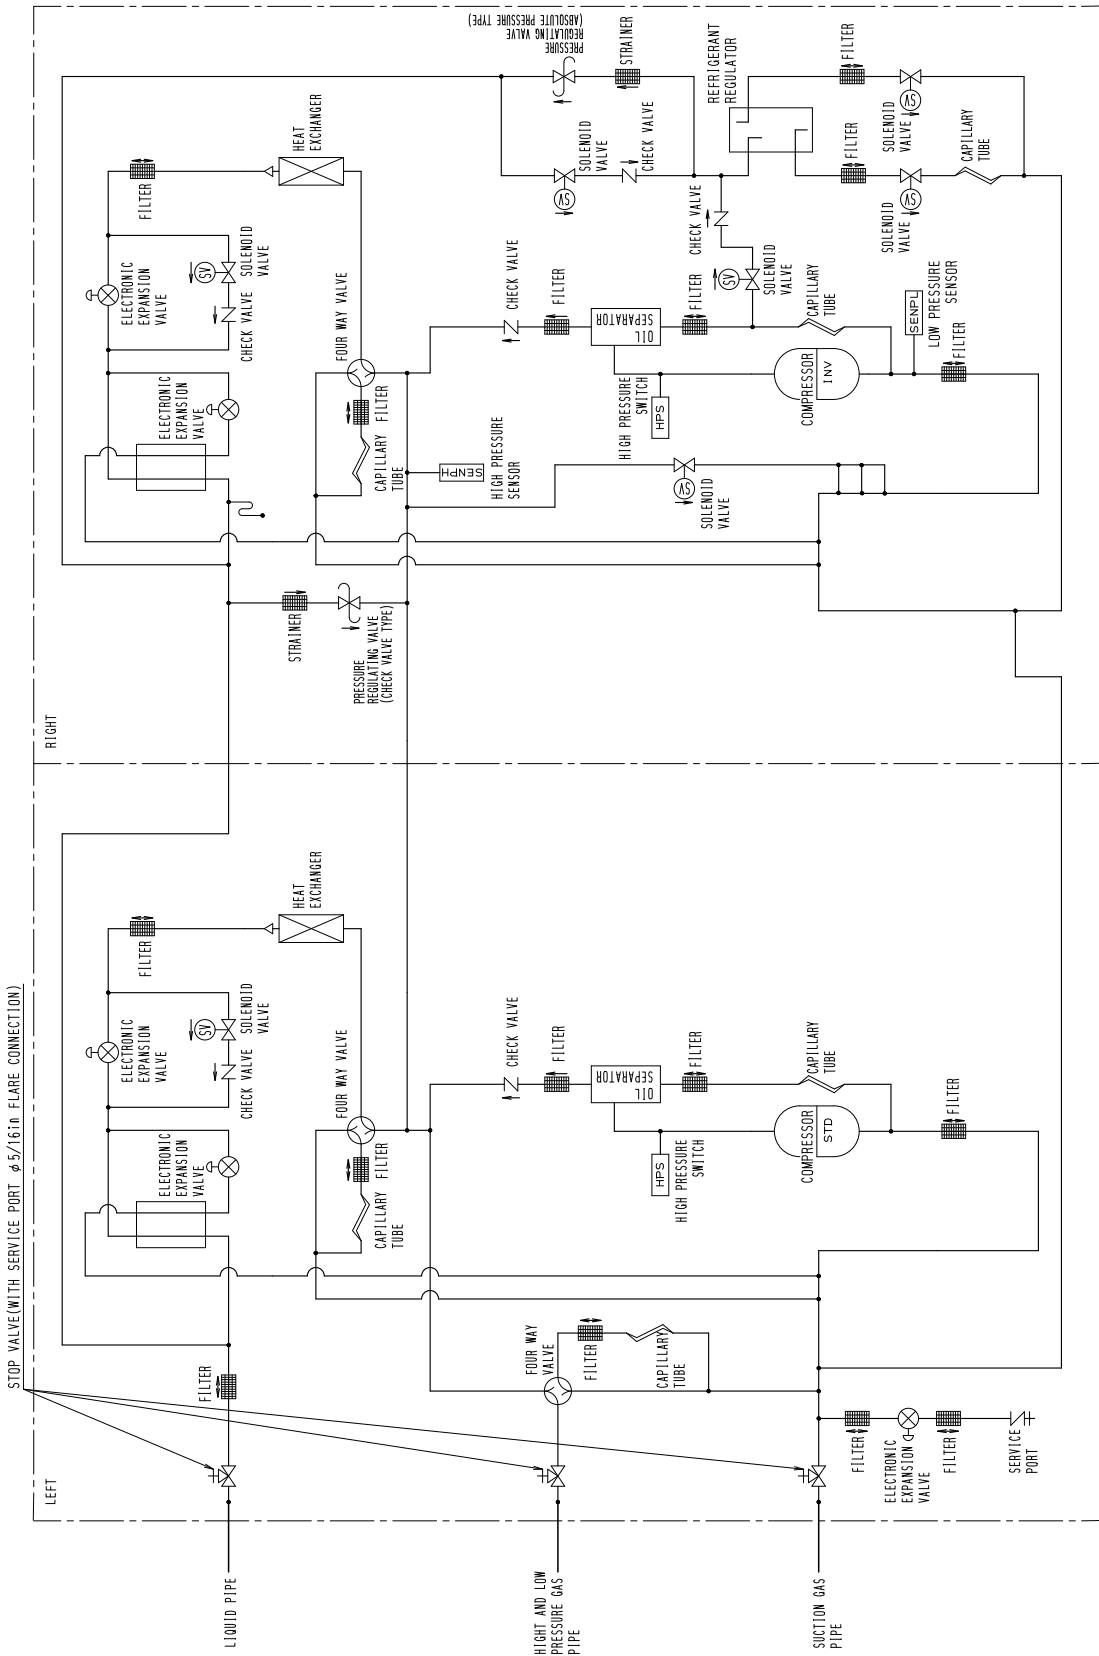 STOP VALVE(WITH SERVICE PORT φ5/16in FLARE CONNECTION)
RIGHT
LEFT
PRESSURE
REGULATING VALVE
(ABSOLUTE PRESSURE TYPE)
STRAINER
REFRIGERANT
REGULATOR
FILTER
SOLENOID
VALVE
SV
SOLENOID
VALVE
SV
CHECK VALVE
FILTER
SOLENOID
VALVE
SV
CAPILLARY
TUBE
HEAT
EXCHANGER
FILTER
ELECTRONIC
EXPANSION
VALVE
SV
SOLENOID
VALVE
CHECK VALVE
ELECTRONIC
EXPANSION
VALVE
FOUR WAY VALVE
FILTER
CAPILLARY
TUBE
CHECK VALVE
FILTER
OIL
SEPARATOR
FILTER
CHECK VALVE
SV
SOLENOID
VALVE
CAPILLARY
TUBE
SENPL
LOW PRESSURE
SENSOR
FILTER
COMPRESSOR
INV
HPS
HIGH PRESSURE
SWITCH
SENPH
HIGH PRESSURE
SENSOR
SV
SOLENOID
VALVE
STRAINER
PRESSURE
REGULATING VALVE
(CHECK VALVE TYPE)
HEAT
EXCHANGER
FILTER
ELECTRONIC
EXPANSION
VALVE
SV
SOLENOID
VALVE
CHECK VALVE
ELECTRONIC
EXPANSION
VALVE
FOUR WAY VALVE
FILTER
CAPILLARY
TUBE
CHECK VALVE
FILTER
OIL
SEPARATOR
FILTER
CAPILLARY
TUBE
COMPRESSOR
STD
FILTER
HPS
HIGH PRESSURE
SWITCH
FILTER
FOUR WAY
VALVE
FILTER
CAPILLARY
TUBE
FILTER
ELECTRONIC
EXPANSION
VALVE
FILTER
SERVICE
PORT
LIQUID PIPE
HIGHT AND LOW
PRESSURE GAS
PIPE
SUCTION GAS
PIPE